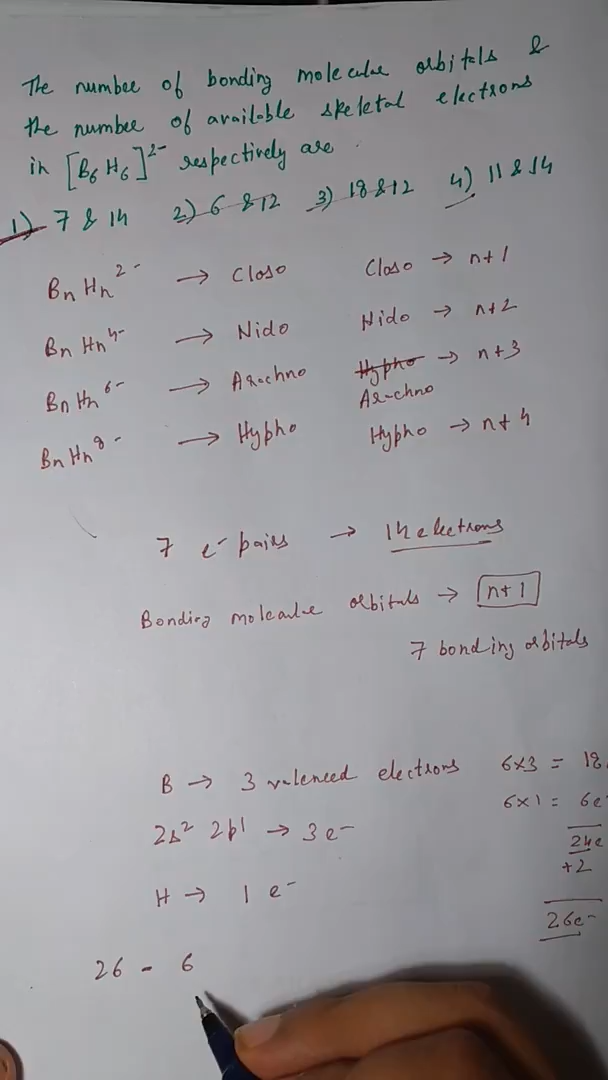 The number of bonding molecular orbitals &
the number of available skeletal electrons
in [B₆H₆]²⁻ respectively are
1) 7 & 14 2) 6 & 12 3) 18 & 12 4) 11 & 14
BnHn²⁻ → Closo Closo → n+1
BnHn⁴⁻ → Nido Nido → n+2
BnHn⁶⁻ → Arachno Hypho → n+3
Arachno
BnHn⁸⁻ → Hypho Hypho → n+4
7 e⁻ pairs → 14 electrons
Bonding molecular orbitals → n+1
7 bonding orbitals
B → 3 valenced electrons 6×3 = 18
6×1 = 6e⁻
2s² 2p¹ → 3e⁻
24e
+2
H → 1 e⁻
26e⁻
26 - 6